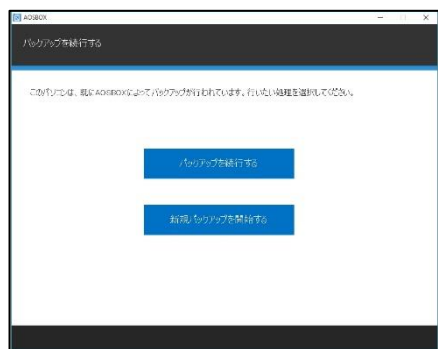 AOSBOX
バックアップを続行する
このパソコンは、既にAOSBOXによってバックアップが行われています。行いたい処理を選択してください。
バックアップを続行する
新規バックアップを開始する